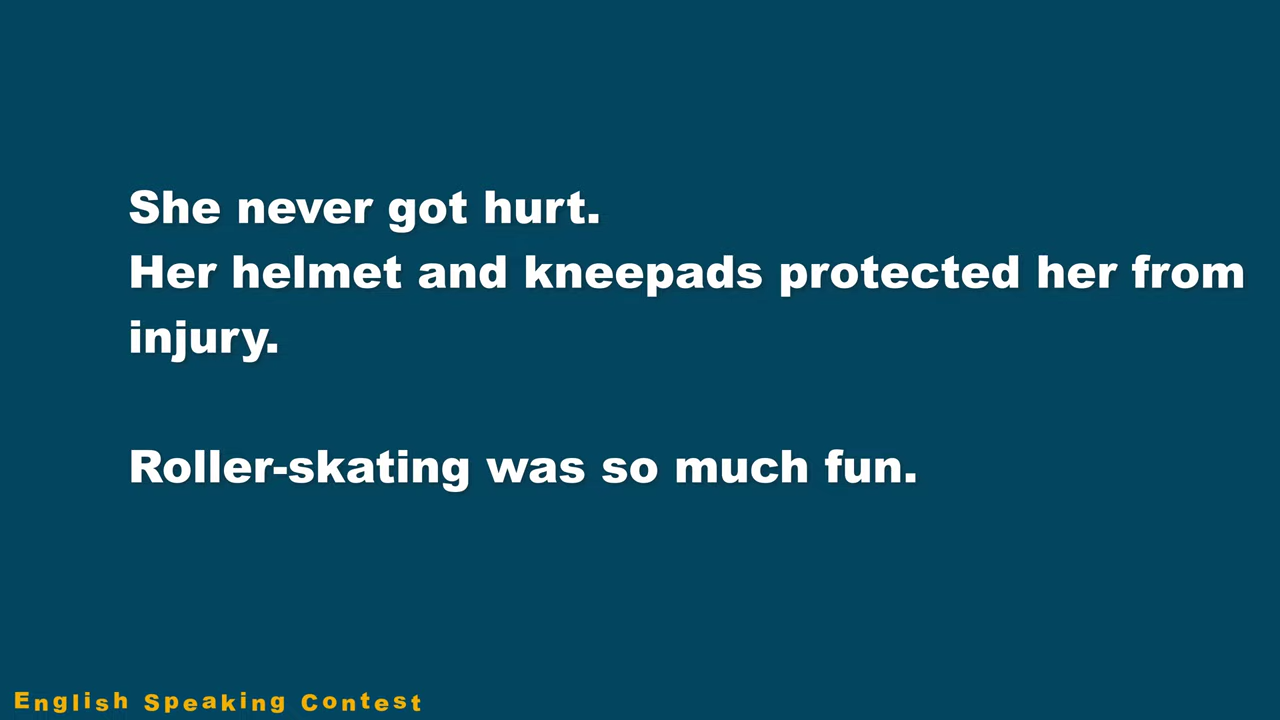 She never got hurt.
Her helmet and kneepads protected her from
injury.
Roller-skating was so much fun.
English Speaking Contest